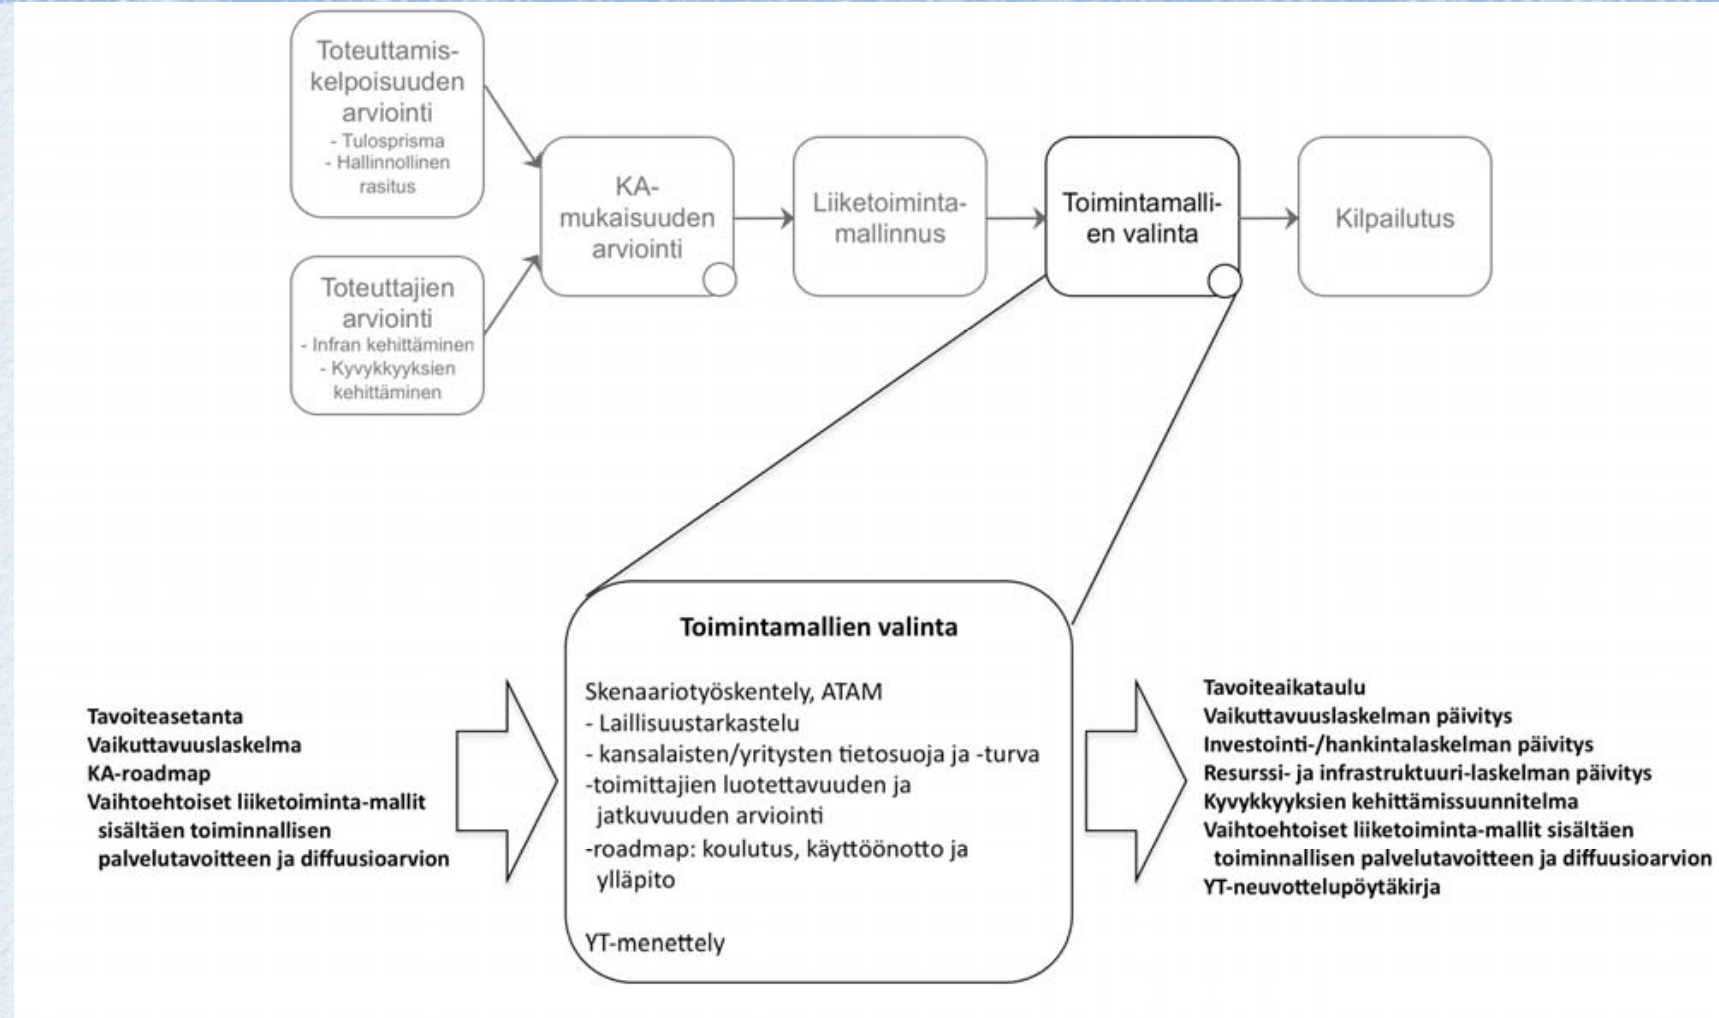 Toteuttamis-
kelpoisuuden
arviointi
- Tulosprisma
- Hallinnollinen
rasitus
Toteuttajien
arviointi
- Infran kehittäminen
- Kyvykkyyksien
kehittäminen
KA-
mukaisuuden
arviointi
Liiketoiminta-
mallinnus
Toimintamalli-
en valinta
Kilpailutus
Tavoiteasetanta
Vaikuttavuuslaskelma
KA-roadmap
Vaihtoehtoiset liiketoiminta-mallit
sisältäen toiminnallisen
palvelutavoitteen ja diffuusioarvion
Toimintamallien valinta
Skenaariotyöskentely, ATAM
- Laillisuustarkastelu
- kansalaisten/yritysten tietosuoja ja -turva
-toimittajien luotettavuuden ja
jatkuvuuden arviointi
-roadmap: koulutus, käyttöönotto ja
ylläpito
YT-menettely
Tavoiteaikataulu
Vaikuttavuuslaskelman päivitys
Investointi-/hankintalaskelman päivitys
Resurssi- ja infrastruktuuri-laskelman päivitys
Kyvykkyyksien kehittämissuunnitelma
Vaihtoehtoiset liiketoiminta-mallit sisältäen
toiminnallisen palvelutavoitteen ja diffuusioarvion
YT-neuvottelupöytäkirja